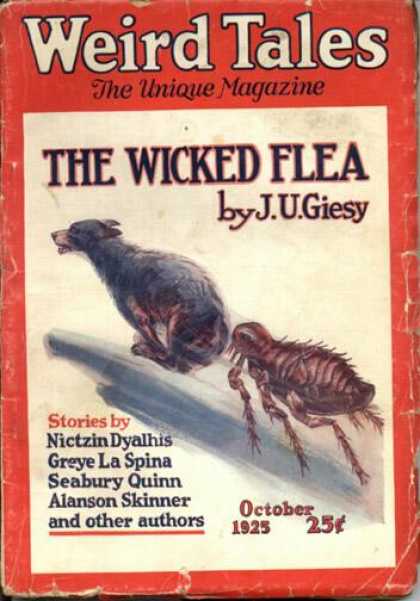 Weird Tales
The Unique Magazine
THE WICKED FLEA
by J.U.Giesy
Stories by
Nictzin Dyalhis
Greye La Spina
Seabury Quinn
Alanson Skinner
and other authors
October
1925 25¢